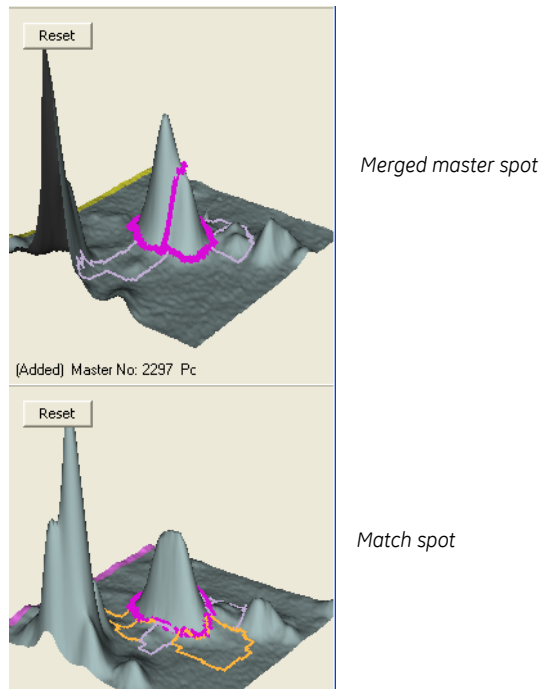 Reset
Merged master spot
(Added) Master No: 2297 Pc
Reset
Match spot